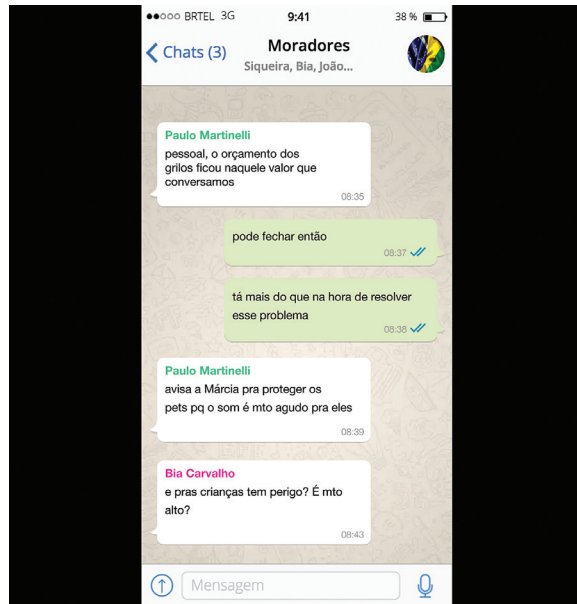 BRTEL 3G 9:41 38 %
Chats (3) Moradores
Siqueira, Bia, João...
Paulo Martinelli
pessoal, o orçamento dos
grilos ficou naquele valor que
conversamos
08:35
pode fechar então
08:37
tá mais do que na hora de resolver
esse problema
08:38
Paulo Martinelli
avisa a Márcia pra proteger os
pets pq o som é mto agudo pra eles
08:39
Bia Carvalho
e pras crianças tem perigo? É mto
alto?
08:43
Mensagem